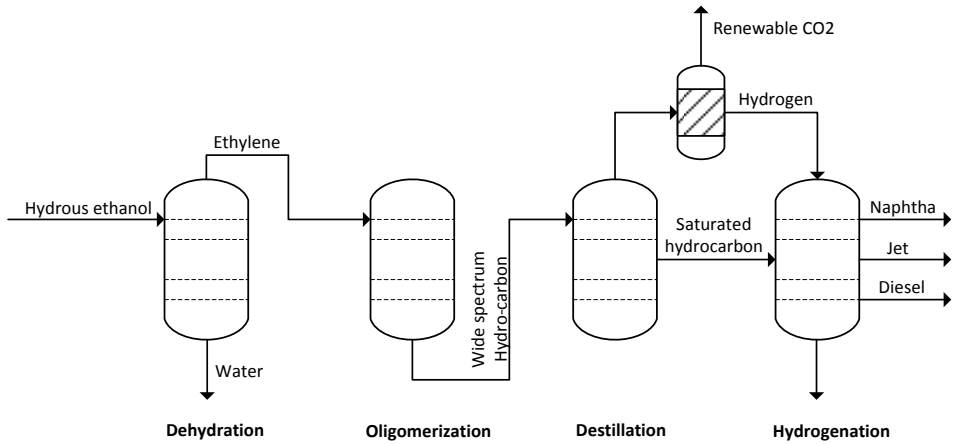 Renewable CO2
Hydrogen
Ethylene
Hydrous ethanol
Naphtha
Saturated
hydrocarbon
Jet
Wide spectrum
Hydro-carbon
Diesel
Water
Dehydration
Oligomerization
Destillation
Hydrogenation